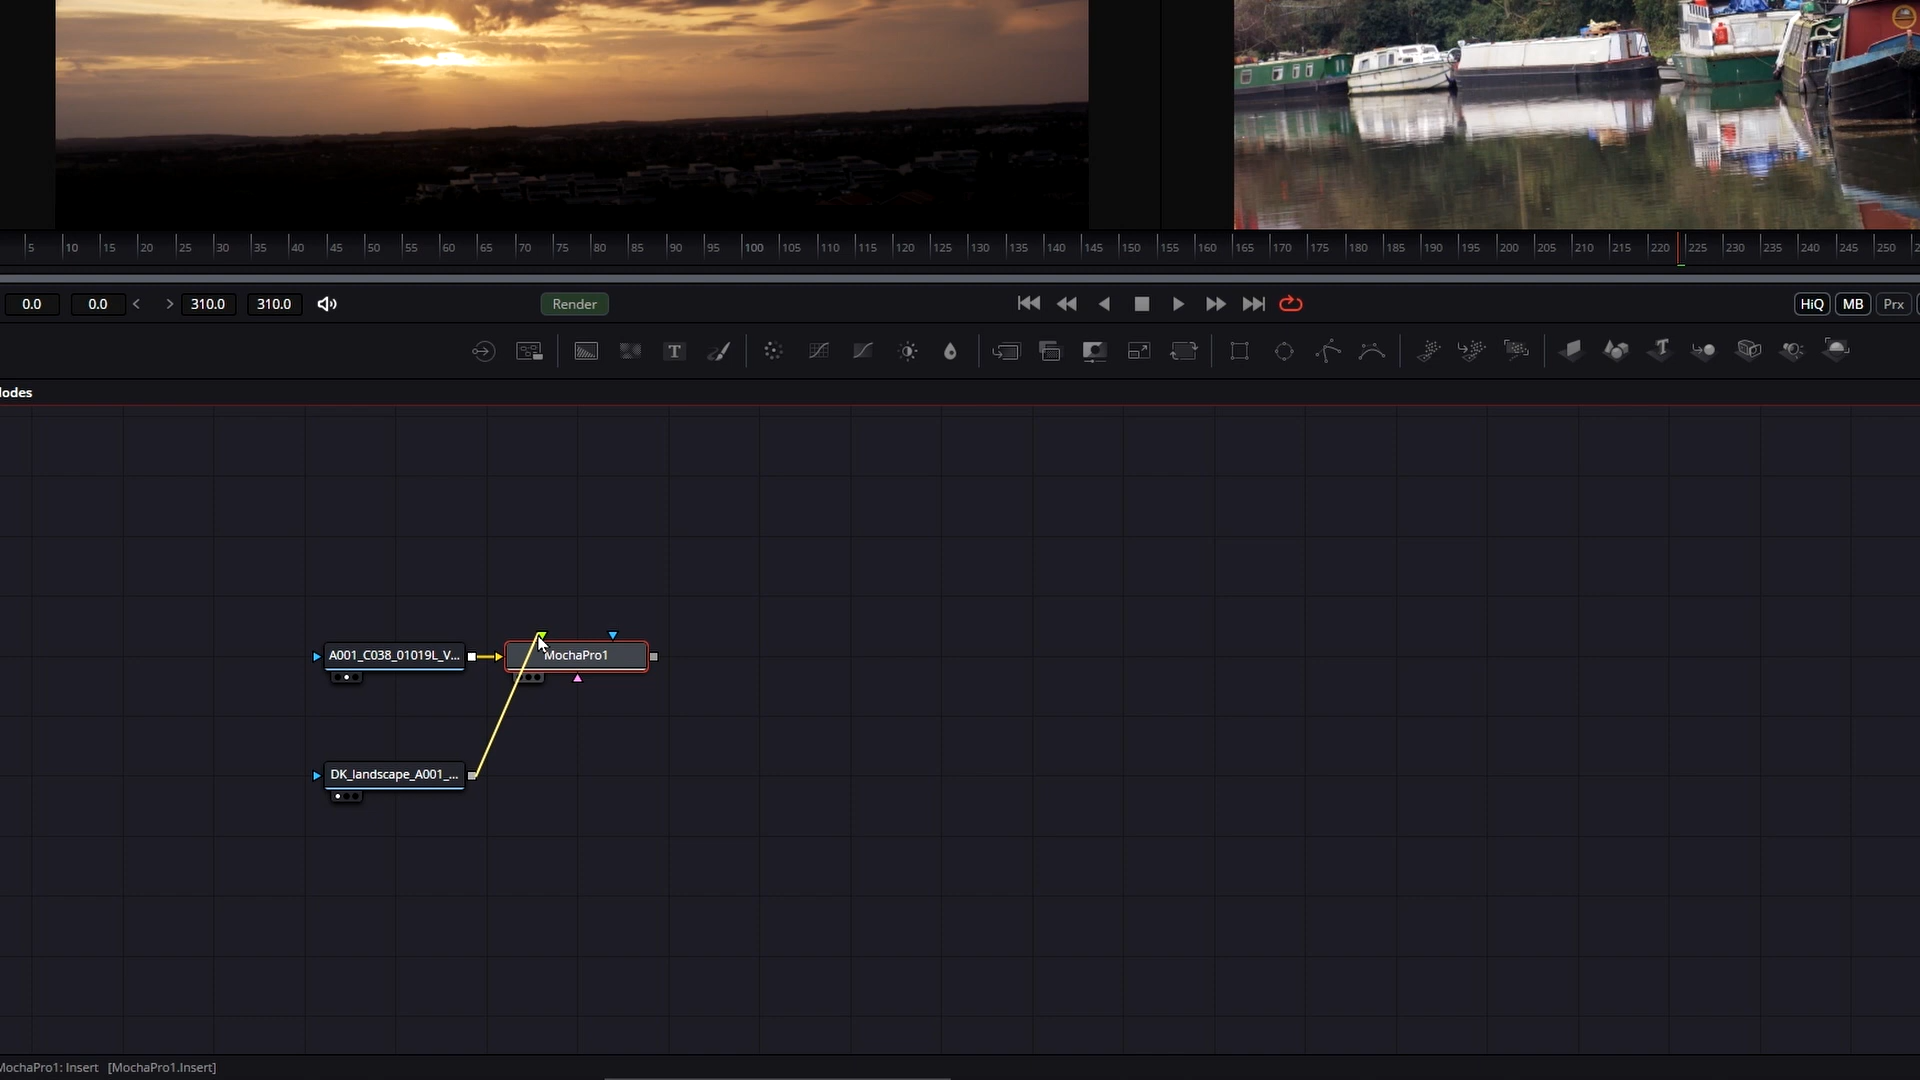 5 10 15 20 25 30 35 40 45 50 55 60 65 70 75 80 85 90 95 100 105 110 115 120 125 130 135 140 145 150 155 160 165 170 175 180 185 190 195 200 205 210 215 220 225 230 235 240 245 250 2
0.0 0.0 < > 310.0 310.0 Render HiQ MB Prx
T
T
lodes
A001_C038_01019L_V... MochaPro1
DK_landscape_A001_...
MochaPro1: Insert [MochaPro1.Insert]